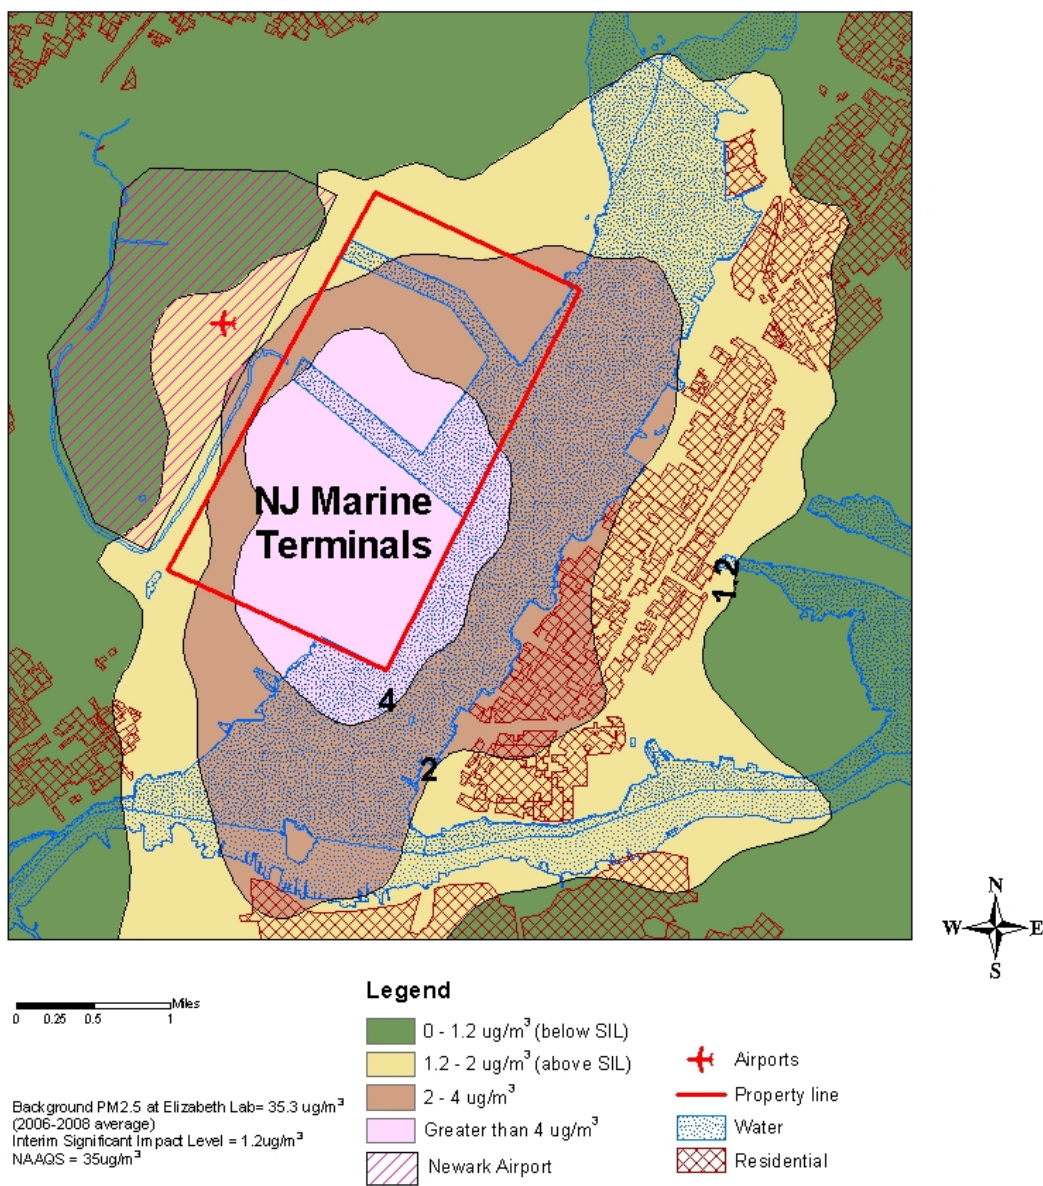 NJ Marine
Terminals
1.2
4
2
N
W E
S
Miles
0 0.25 0.5 1
Legend
0 - 1.2 ug/m³ (below SIL)
1.2 - 2 ug/m³ (above SIL)
2 - 4 ug/m³
Greater than 4 ug/m³
Newark Airport
Airports
Property line
Water
Residential
Background PM2.5 at Elizabeth Lab= 35.3 ug/m³
(2006-2008 average)
Interim Significant Impact Level = 1.2ug/m³
NAAQS = 35ug/m³